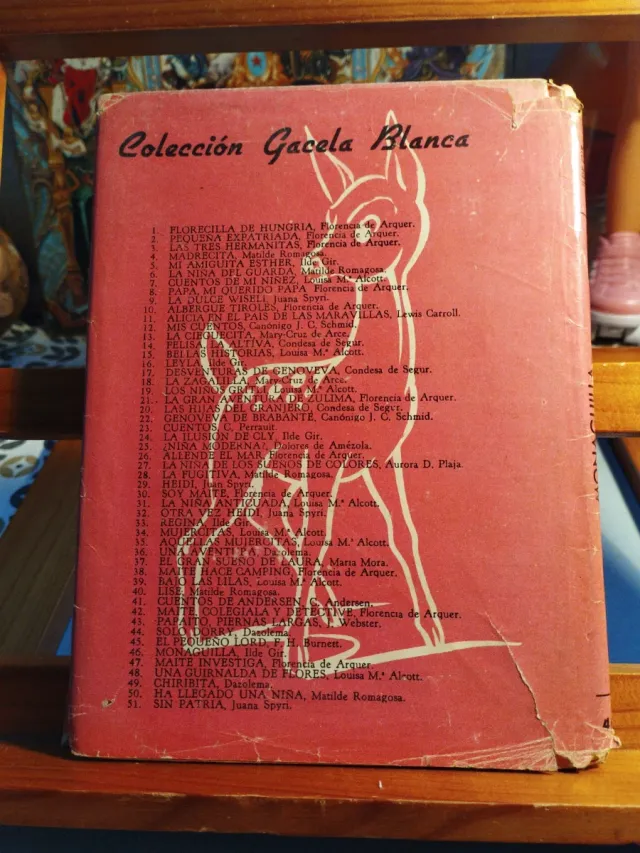 Colección Gacela Blanca
1. FLORECILLA DE HUNGRIA, Florencia de Arquer.
2. PEQUEÑA EXPATRIADA, Florencia de Arquer.
3. LAS TRES HERMANITAS, Florencia de Arquer.
4. MADRECITA, Matilde Romagosa.
5. MI AMIGUITA ESTHER, Ilde Gir.
6. LA NIÑA DEL GUARDA, Matilde Romagosa.
7. CUENTOS DE MI NIÑEZ, Louisa M.ª Alcott.
8. PAPA MI QUERIDO PAPA Florencia de Arquer.
9. LA DULCE WISELI, Juana Spyri.
10. ALBERGUE TIROLES, Florencia de Arquer.
11. ALICIA EN EL PAIS DE LAS MARAVILLAS, Lewis Carroll.
12. MIS CUENTOS, Canónigo J. C. Schmid.
13. LA CIEGUECITA, Mary-Cruz de Arce.
14. FELISA LA ALTIVA, Condesa de Segur.
15. BELLAS HISTORIAS, Louisa M.ª Alcott.
16. LEYLA, Ilde Gir.
17. DESVENTURAS DE GENOVEVA, Condesa de Segur.
18. LA ZAGALILLA, Mary-Cruz de Arce.
19. LOS NIÑOS GRITLI, Louisa M.ª Alcott.
21. LA GRAN AVENTURA DE ZULIMA, Florencia de Arquer.
20. LAS HIJAS DEL GRANJERO, Condesa de Segur.
22. GENOVEVA DE BRABANTE, Canónigo J. C. Schmid.
23. CUENTOS C. Perrault.
24. LA ILUSION DE CLY, Ilde Gir.
25. ¿NIÑA MODERNA?, Dolores de Amézola.
26. ALLENDE EL MAR, Florencia de Arquer.
27. LA NIÑA DE LOS SUEÑOS DE COLORES, Aurora D. Plaja.
28. LA FUGITIVA, Matilde Romagosa.
29. HEIDI, Juan Spyri.
30. SOY MAITE, Florencia de Arquer.
31. LA NIÑA ANTICUADA, Louisa M.ª Alcott.
32. OTRA VEZ HEIDI, Juana Spyri.
33. REGINA, Ilde Gir.
34. MUJERCITAS, Louisa M.ª Alcott.
35. AQUELLAS MUJERCITAS, Louisa M.ª Alcott.
36. UNA AVENTURA, Dazolema.
37. EL GRAN SUEÑO DE LAURA, María Mora.
38. MAITE HACE CAMPING, Florencia de Arquer.
39. BAJO LAS LILAS, Louisa M.ª Alcott.
40. LISE, Matilde Romagosa.
41. CUENTOS DE ANDERSEN, C. Andersen.
42. MAITE, COLEGIALA Y DETECTIVE, Florencia de Arquer.
43. PAPAITO, PIERNAS LARGAS, J. Webster.
44. SOLO DORRY, Dazolema.
45. EL PEQUEÑO LORD, F. H. Burnett.
46. MONAGUILLA, Ilde Gir.
47. MAITE INVESTIGA, Florencia de Arquer.
48. UNA GUIRNALDA DE FLORES, Louisa M.ª Alcott.
49. CHIRIBITA, Dazolema.
50. HA LLEGADO UNA NIÑA, Matilde Romagosa.
51. SIN PATRIA, Juana Spyri.
MONAGUILLA